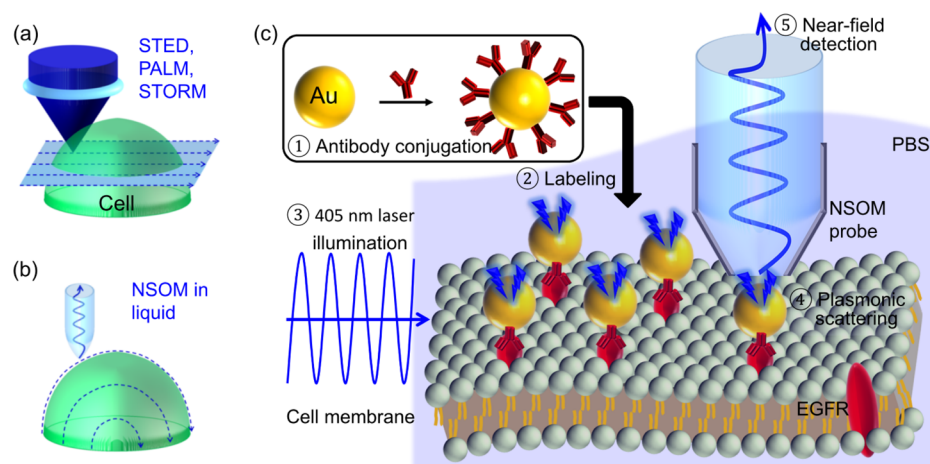 (a)
STED,
PALM,
STORM
Cell
(b)
NSOM in
liquid
(c)
Au
① Antibody conjugation
② Labeling
③ 405 nm laser
illumination
Cell membrane
⑤ Near-field
detection
PBS
NSOM
probe
④ Plasmonic
scattering
EGFR